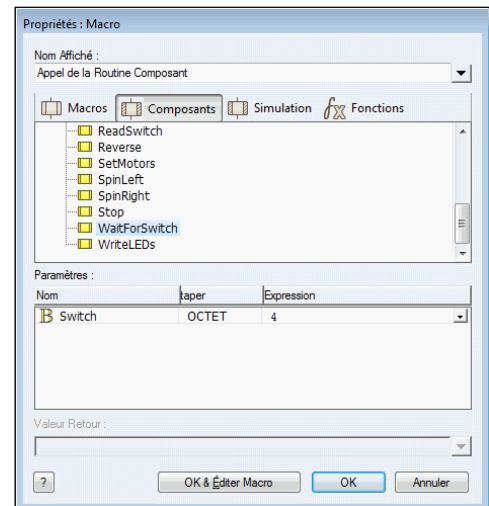 Propriétés : Macro
Nom Affiché :
Appel de la Routine Composant
Macros Composants Simulation fx Fonctions
ReadSwitch
Reverse
SetMotors
SpinLeft
SpinRight
Stop
WaitForSwitch
WriteLEDs
Paramètres :
Nom taper Expression
B Switch OCTET 4
Valeur Retour :
? OK & Éditer Macro OK Annuler